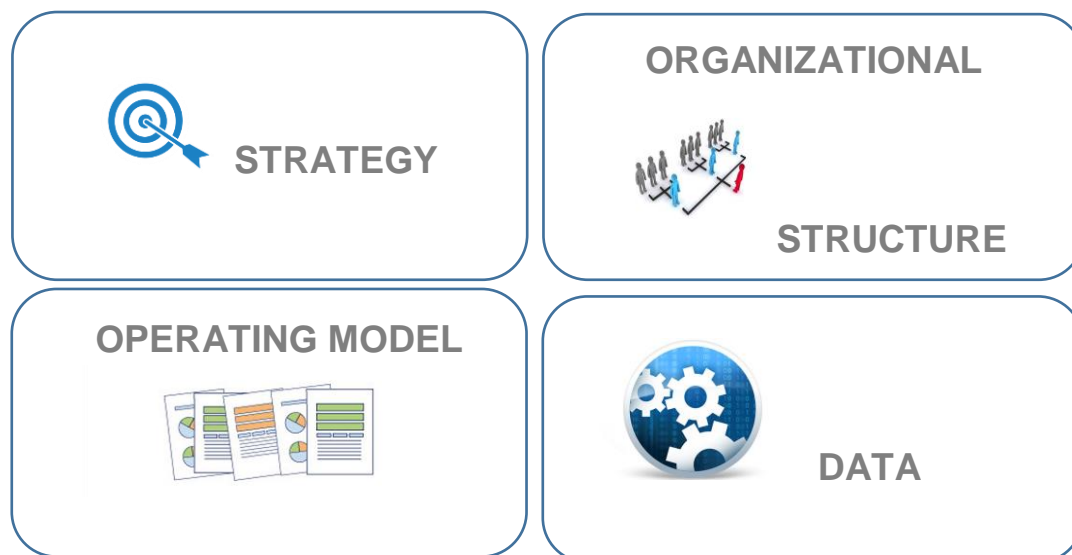 STRATEGY
ORGANIZATIONAL
STRUCTURE
OPERATING MODEL
DATA